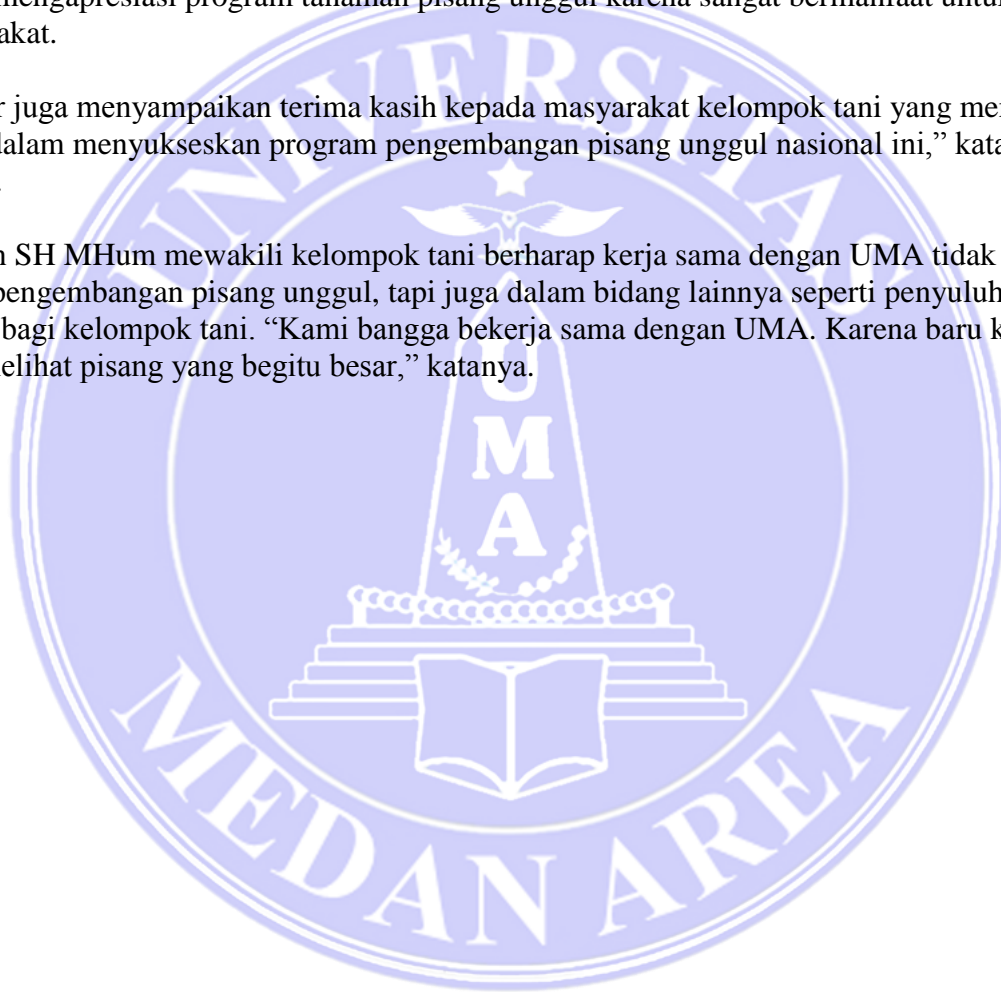 mengapresiasi program tanaman pisang unggul karena sangat bermanfaat untuk
akat.
r juga menyampaikan terima kasih kepada masyarakat kelompok tani yang
dalam menyukseskan program pengembangan pisang unggul nasional ini,” kata
n SH MHum mewakili kelompok tani berharap kerja sama dengan UMA tidak
pengembangan pisang unggul, tapi juga dalam bidang lainnya seperti penyuluh
bagi kelompok tani. “Kami bangga bekerja sama dengan UMA. Karena baru k
elihat pisang yang begitu besar,” katanya.
UNIVERSITAS
UMA
MEDAN AREA